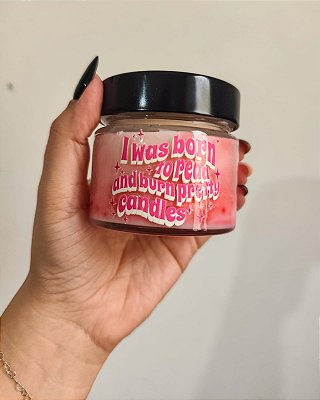 I was born
to read
and burn pretty
candles